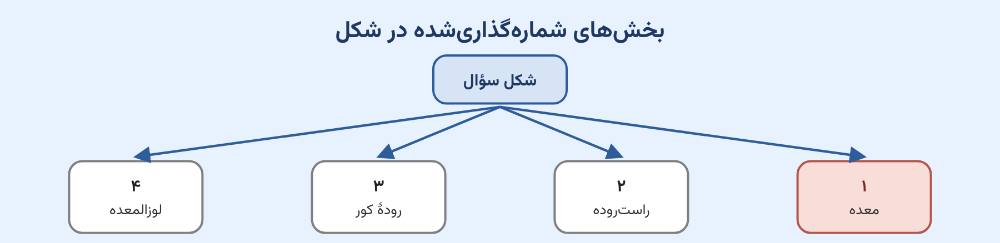 بخش‌های شماره‌گذاری‌شده در شکل
شکل سؤال
۱
معده
۲
راست‌روده
۳
رودهٔ کور
۴
لوزالمعده